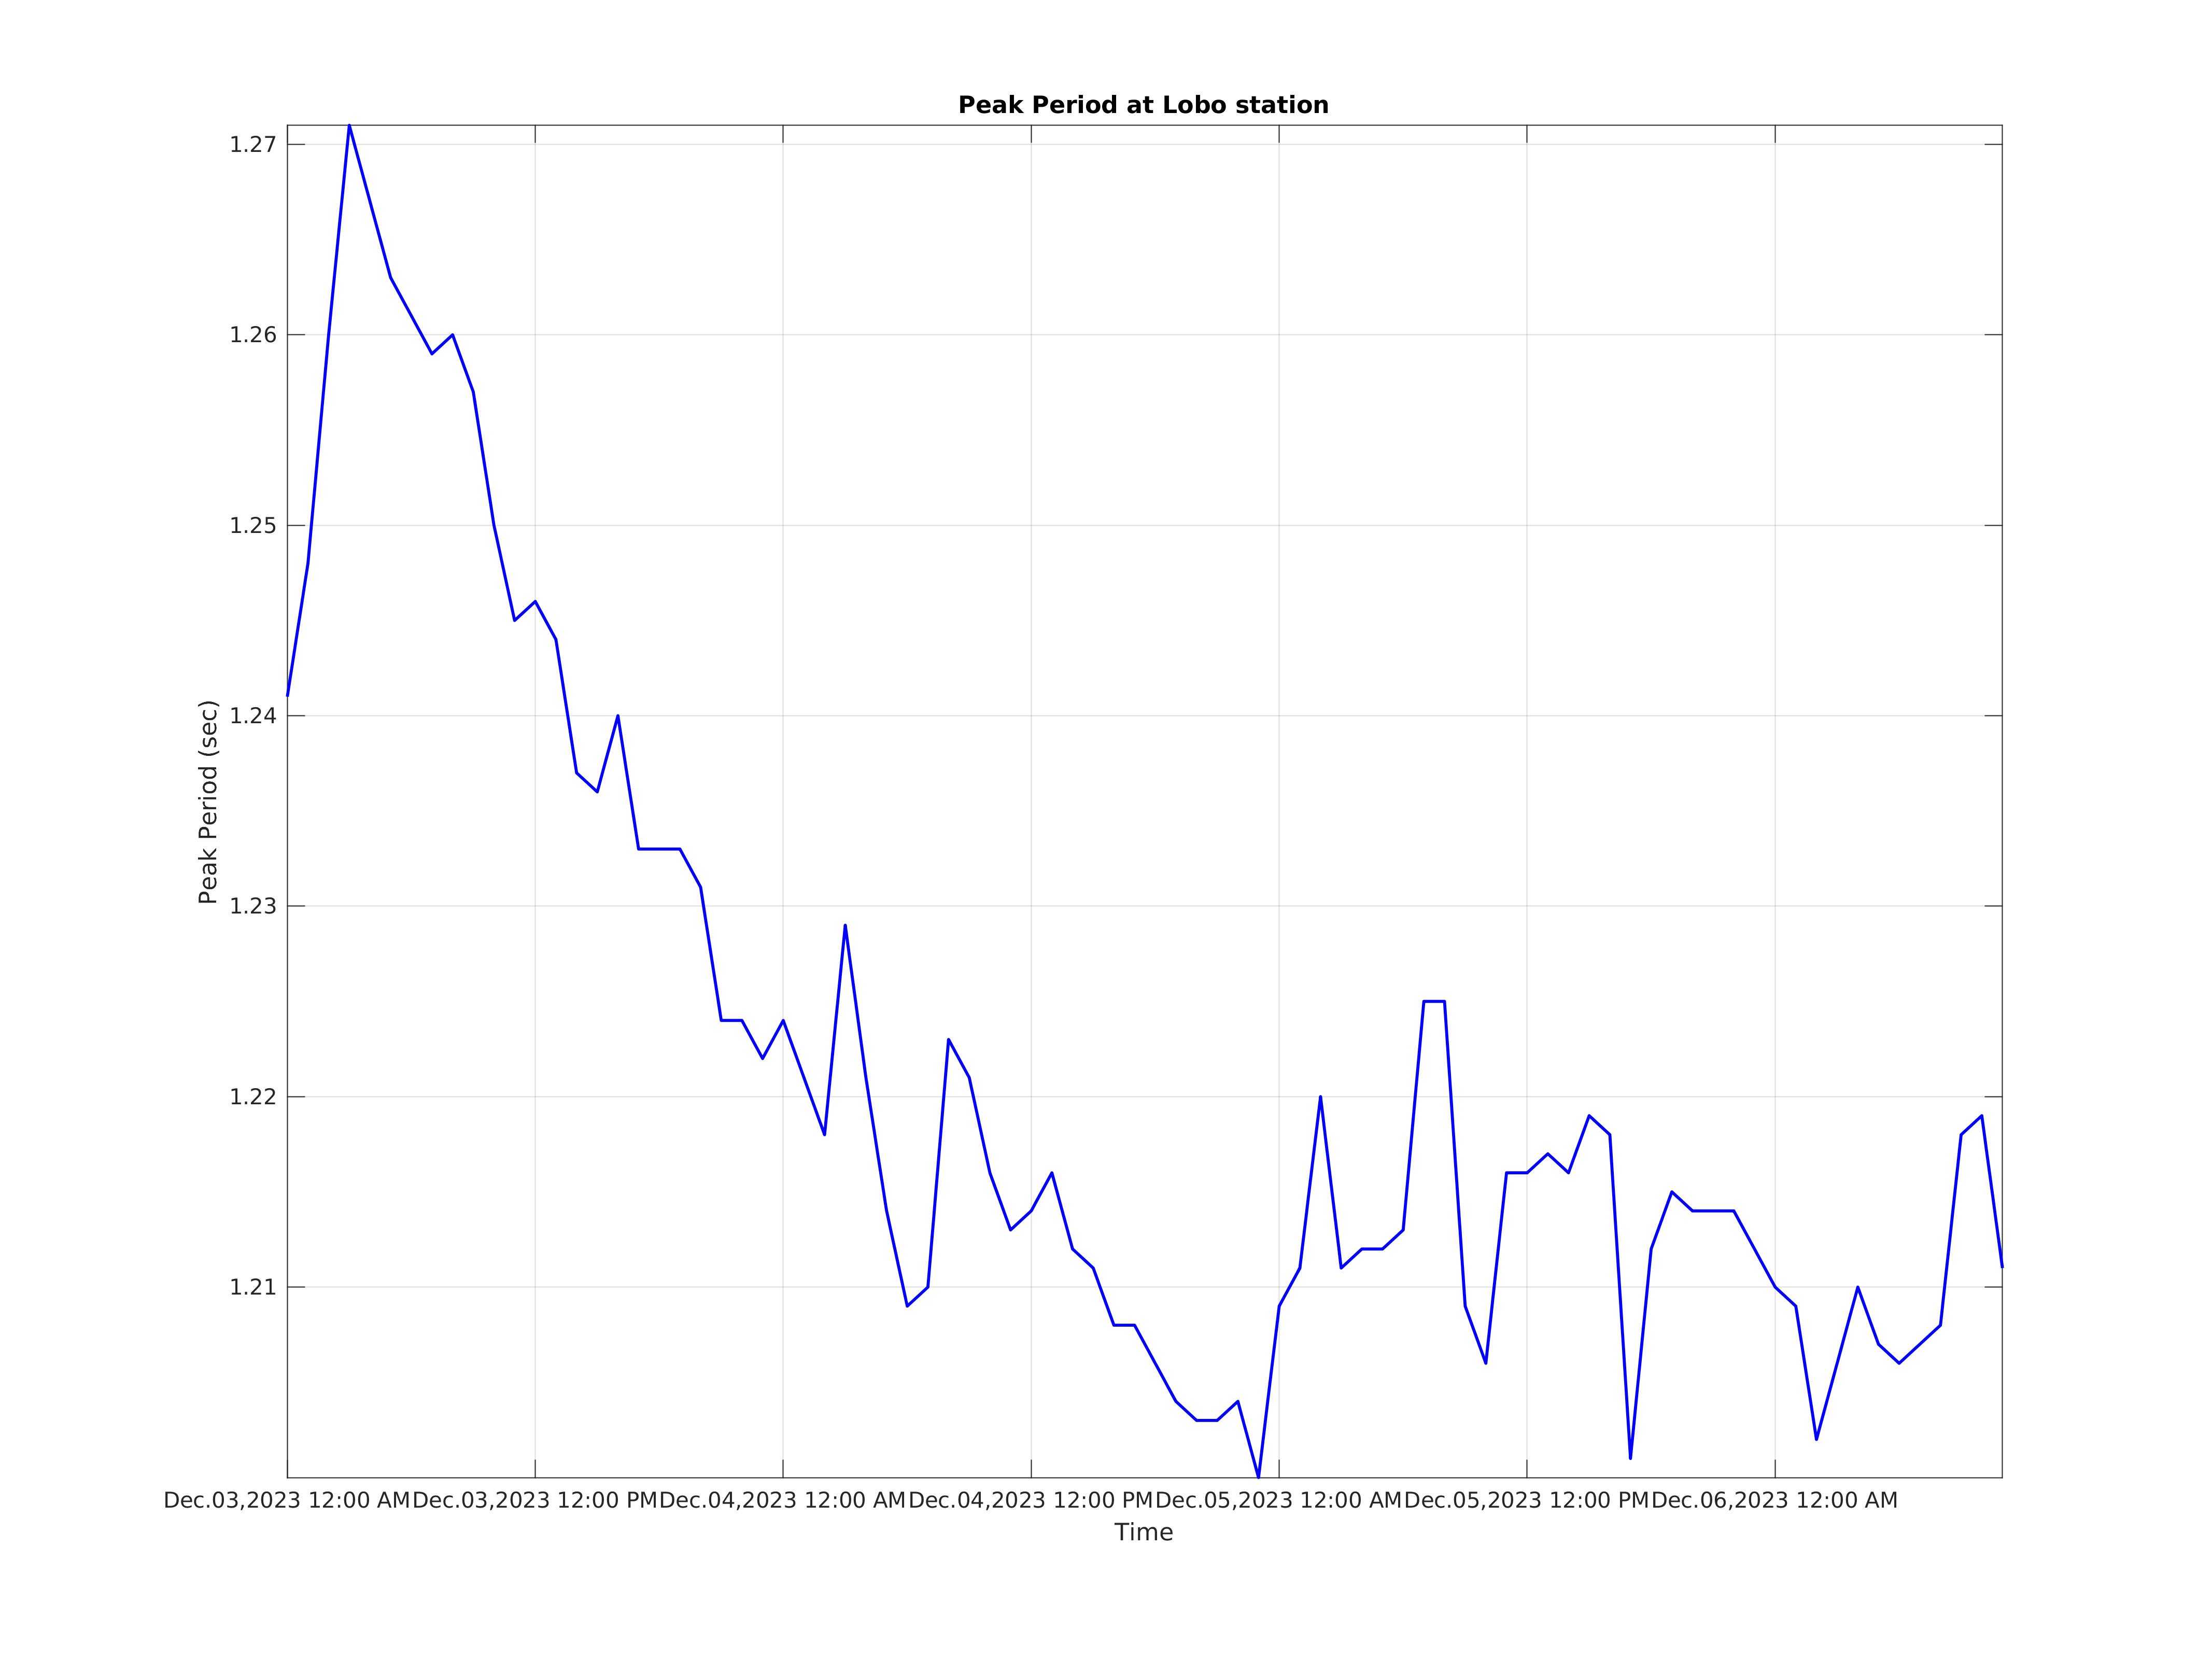 Peak Period at Lobo station
1.27
1.26
1.25
1.24
1.23
1.22
1.21
Peak Period (sec)
Dec.03,2023 12:00 AM Dec.03,2023 12:00 PM Dec.04,2023 12:00 AM Dec.04,2023 12:00 PM Dec.05,2023 12:00 AM Dec.05,2023 12:00 PM Dec.06,2023 12:00 AM
Time